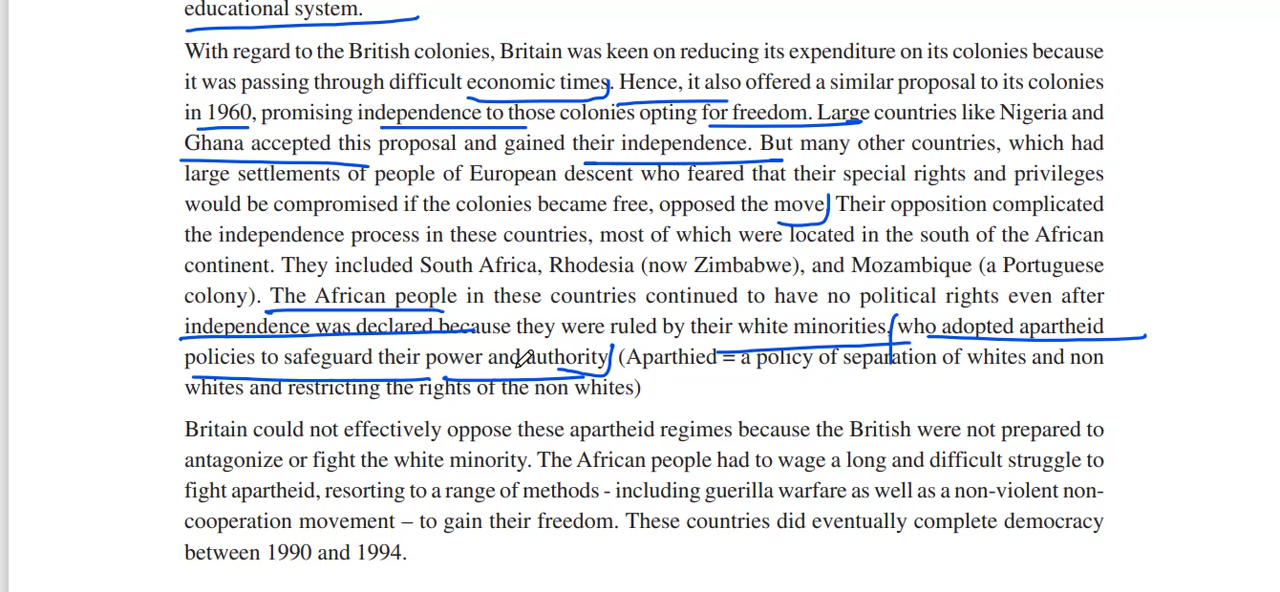 educational system.
With regard to the British colonies, Britain was keen on reducing its expenditure on its colonies because
it was passing through difficult economic times. Hence, it also offered a similar proposal to its colonies
in 1960, promising independence to those colonies opting for freedom. Large countries like Nigeria and
Ghana accepted this proposal and gained their independence. But many other countries, which had
large settlements of people of European descent who feared that their special rights and privileges
would be compromised if the colonies became free, opposed the move. Their opposition complicated
the independence process in these countries, most of which were located in the south of the African
continent. They included South Africa, Rhodesia (now Zimbabwe), and Mozambique (a Portuguese
colony). The African people in these countries continued to have no political rights even after
independence was declared because they were ruled by their white minorities, who adopted apartheid
policies to safeguard their power and authority (Aparthied = a policy of separation of whites and non
whites and restricting the rights of the non whites)
Britain could not effectively oppose these apartheid regimes because the British were not prepared to
antagonize or fight the white minority. The African people had to wage a long and difficult struggle to
fight apartheid, resorting to a range of methods - including guerilla warfare as well as a non-violent non-
cooperation movement – to gain their freedom. These countries did eventually complete democracy
between 1990 and 1994.